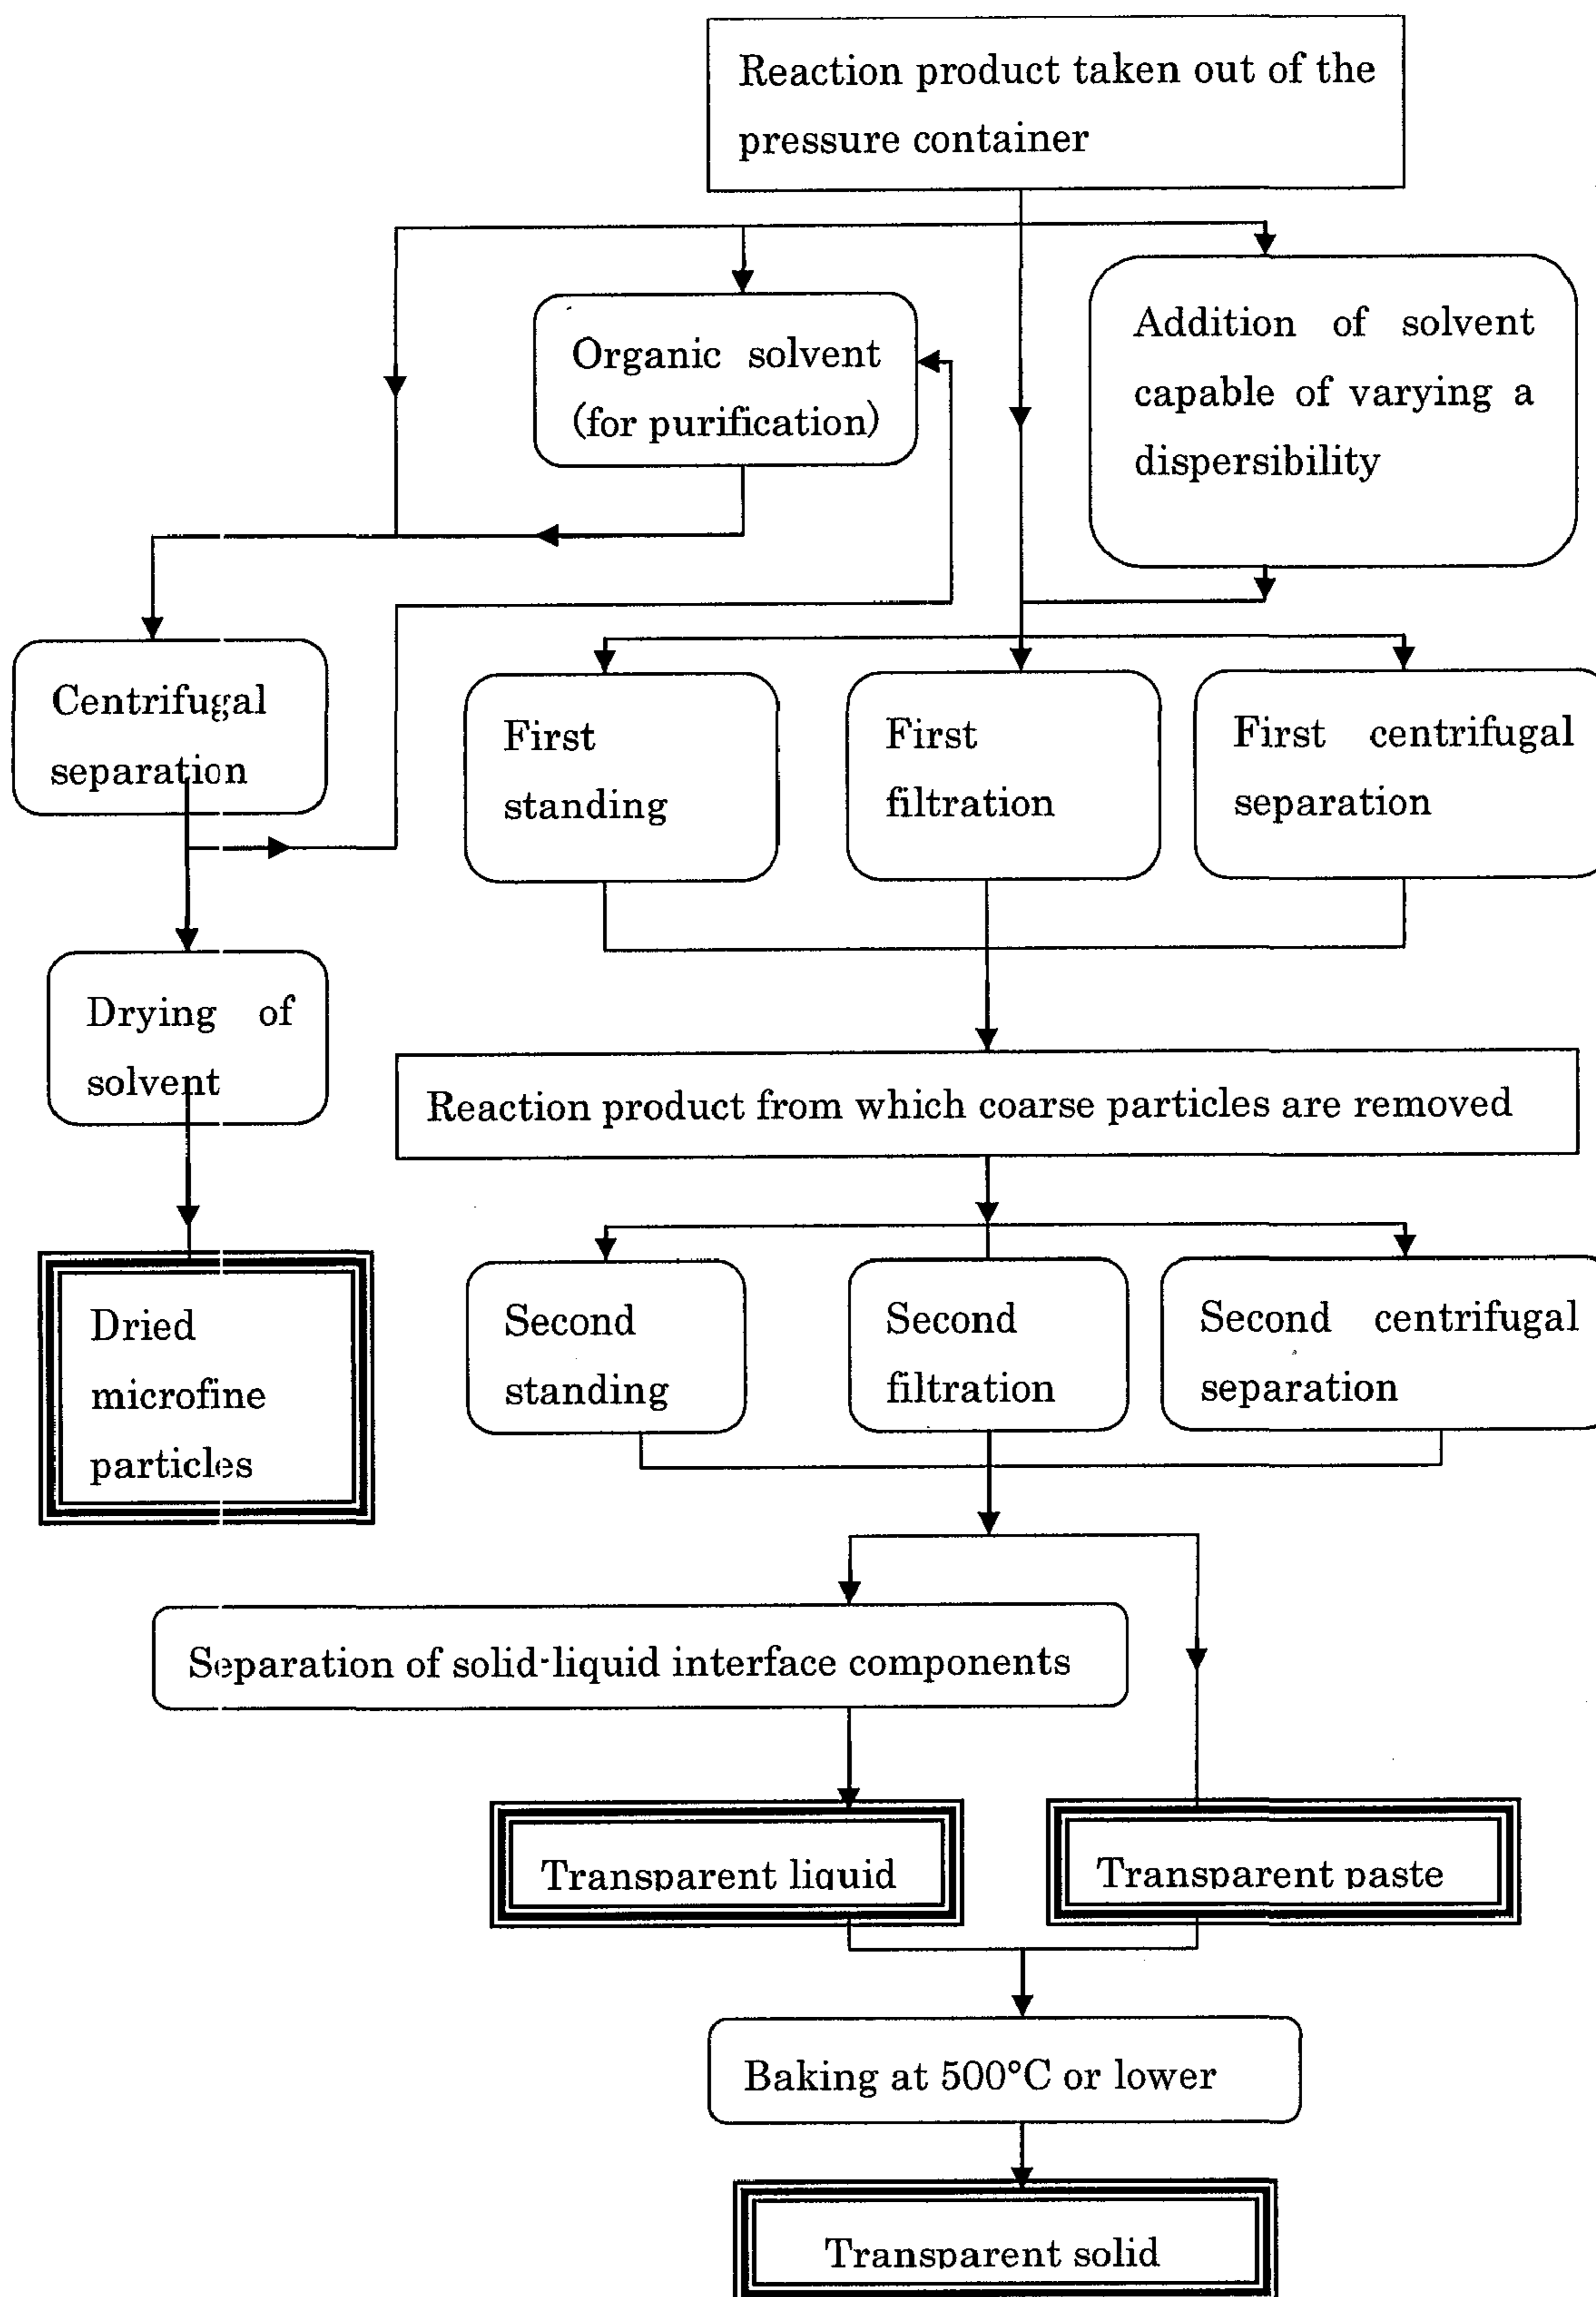 Reaction product taken out of the
pressure container
Organic solvent
(for purification)
Addition of solvent
capable of varying a
dispersibility
Centrifugal
separation
First
standing
First
filtration
First centrifugal
separation
Drying of
solvent
Reaction product from which coarse particles are removed
Dried
microfine
particles
Second
standing
Second
filtration
Second centrifugal
separation
Separation of solid-liquid interface components
Transparent liquid
Transparent paste
Baking at 500°C or lower
Transparent solid